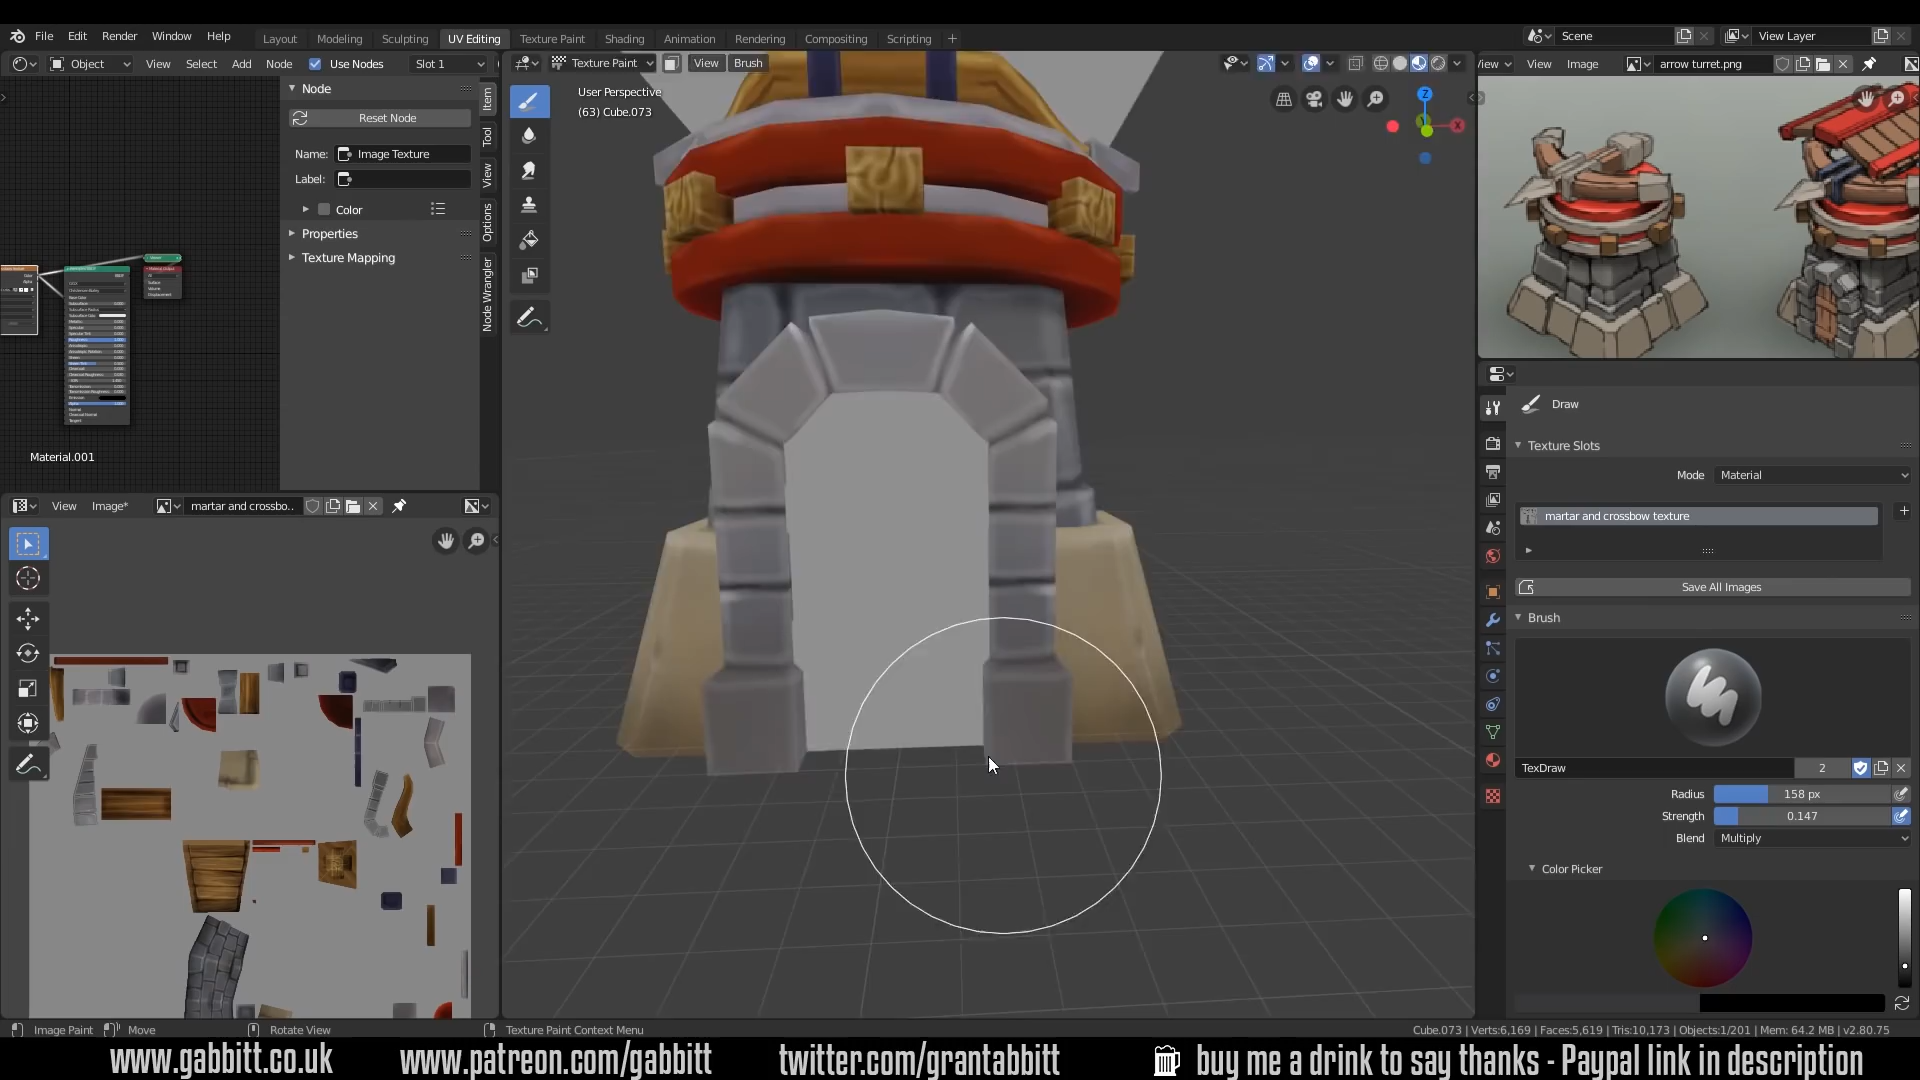 File Edit Render Window Help Layout Modeling Sculpting UV Editing Texture Paint Shading Animation Rendering Compositing Scripting + Scene View Layer
Object View Select Add Node Use Nodes Slot 1
Texture Paint View Brush
View View Image arrow turret.png
Node
Reset Node
Name: Image Texture
Label:
Color
Properties
Texture Mapping
Item
Tool
View
Options
Node Wrangler
Material.001
User Perspective
(63) Cube.073
Z
X
View Image* martar and crossbo..
Draw
Texture Slots
Mode Material
martar and crossbow texture
Save All Images
Brush
TexDraw 2
Radius 158 px
Strength 0.147
Blend Multiply
Color Picker
Image Paint Move Rotate View Texture Paint Context Menu Cube.073 | Verts:6,169 | Faces:5,619 | Tris:10,173 | Objects:1/201 | Mem: 64.2 MB | v2.80.75
www.gabbitt.co.uk www.patreon.com/gabbitt twitter.com/grantabbitt buy me a drink to say thanks - Paypal link in description